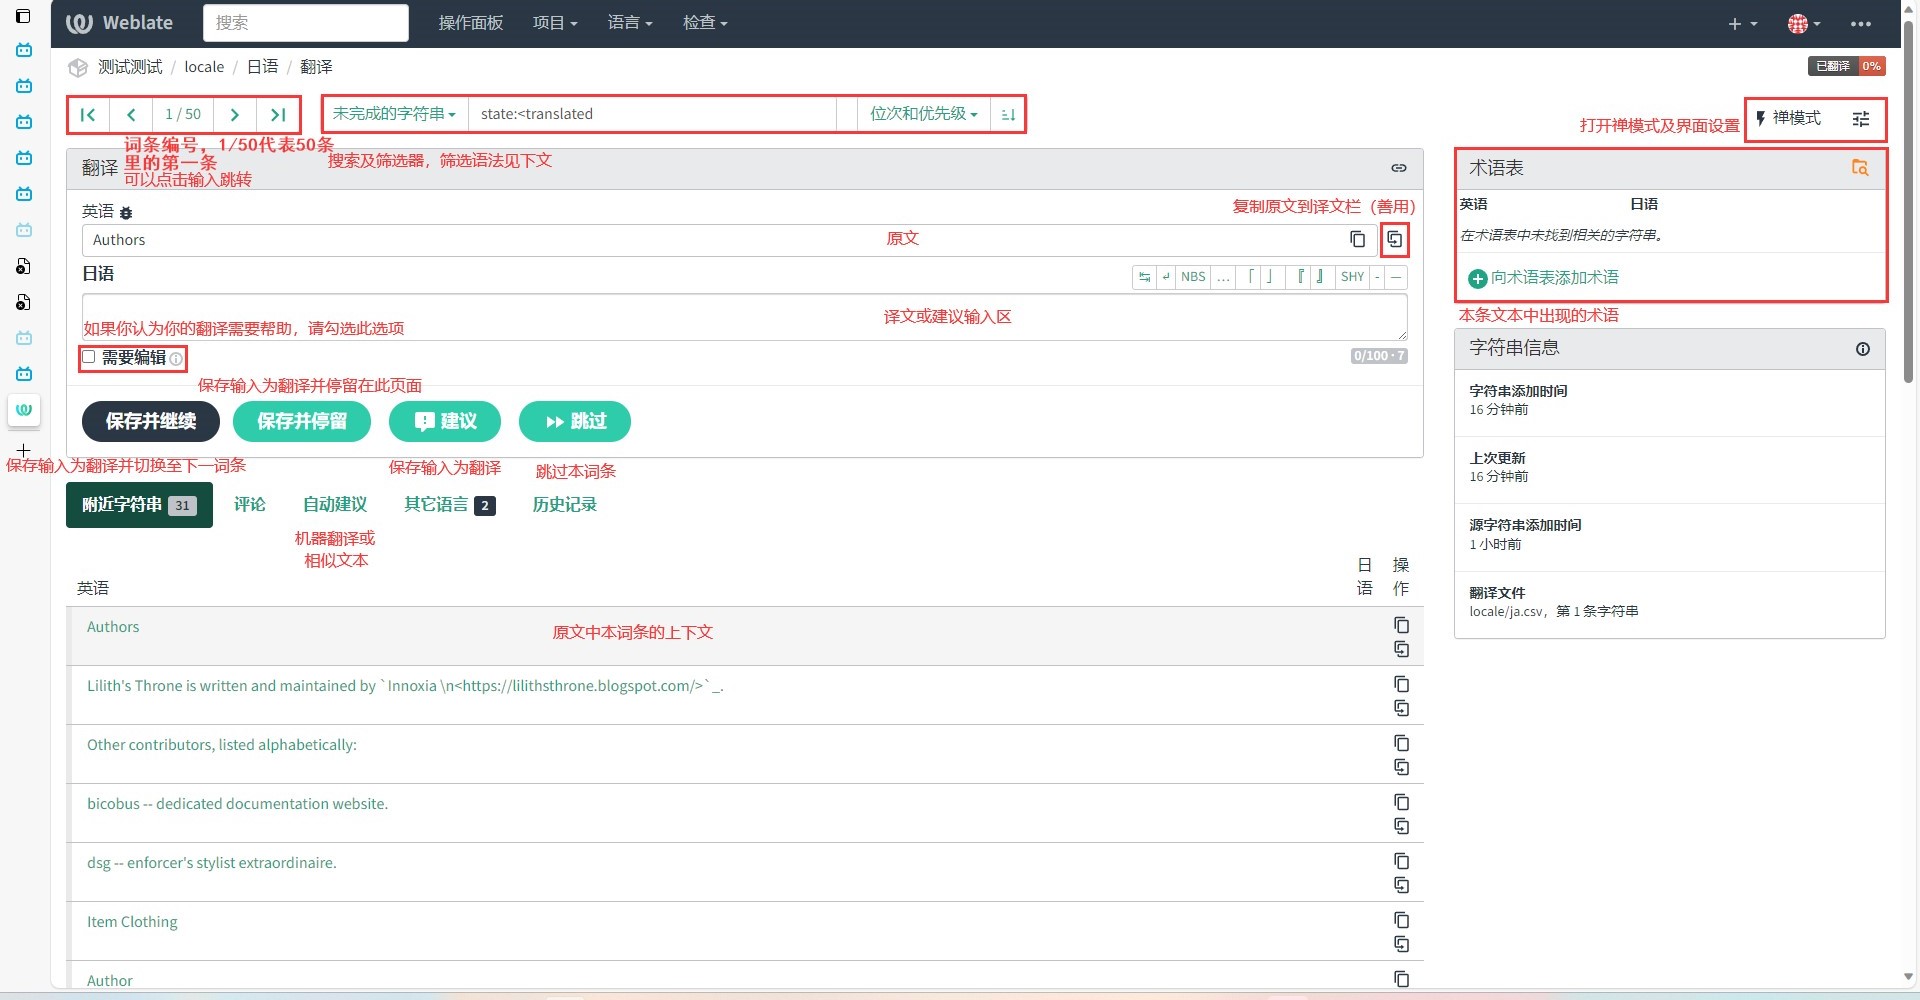 Weblate
搜索
操作面板
项目
语言
检查
测试测试 / locale / 日语 / 翻译
已翻译 0%
1 / 50
未完成的字符串
state:<translated
位次和优先级
打开禅模式及界面设置
禅模式
词条编号，1/50代表50条
里的第一条
可以点击输入跳转
搜索及筛选器，筛选语法见下文
翻译
英语
复制原文到译文栏（善用）
Authors
原文
日语
NBS … 「 」 『 』 SHY - —
译文或建议输入区
如果你认为你的翻译需要帮助，请勾选此选项
需要编辑
0/100 · 7
保存输入为翻译并停留在此页面
保存并继续
保存并停留
建议
跳过
保存输入为翻译并切换至下一词条
保存输入为翻译
跳过本词条
附近字符串 31
评论
自动建议
其它语言 2
历史记录
机器翻译或
相似文本
英语
日语
操作
Authors
原文中本词条的上下文
Lilith's Throne is written and maintained by `Innoxia \n<https://lilithsthrone.blogspot.com/>`_.
Other contributors, listed alphabetically:
bicobus -- dedicated documentation website.
dsg -- enforcer's stylist extraordinaire.
Item Clothing
Author
术语表
英语 日语
在术语表中未找到相关的字符串。
向术语表添加术语
本条文本中出现的术语
字符串信息
字符串添加时间
16 分钟前
上次更新
16 分钟前
源字符串添加时间
1 小时前
翻译文件
locale/ja.csv，第 1 条字符串